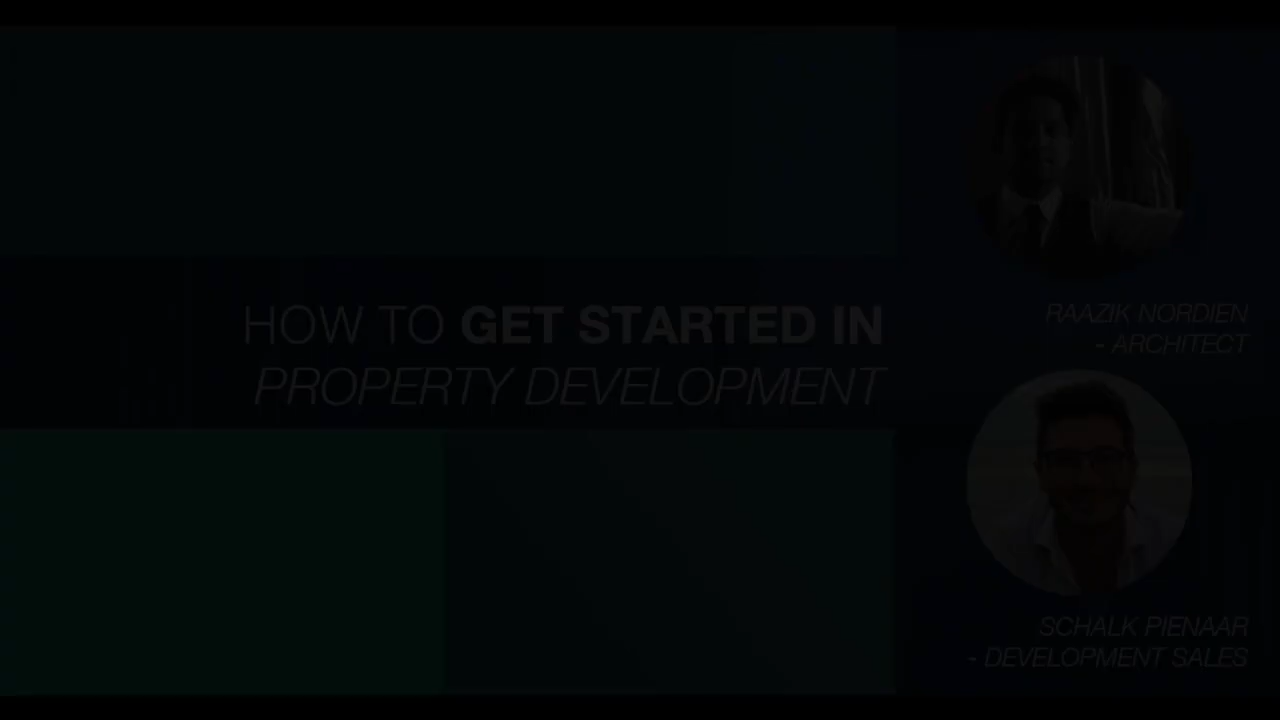 HOW TO GET STARTED IN
PROPERTY DEVELOPMENT
RAAZIK NORDIEN
- ARCHITECT
SCHALK PIENAAR
- DEVELOPMENT SALES